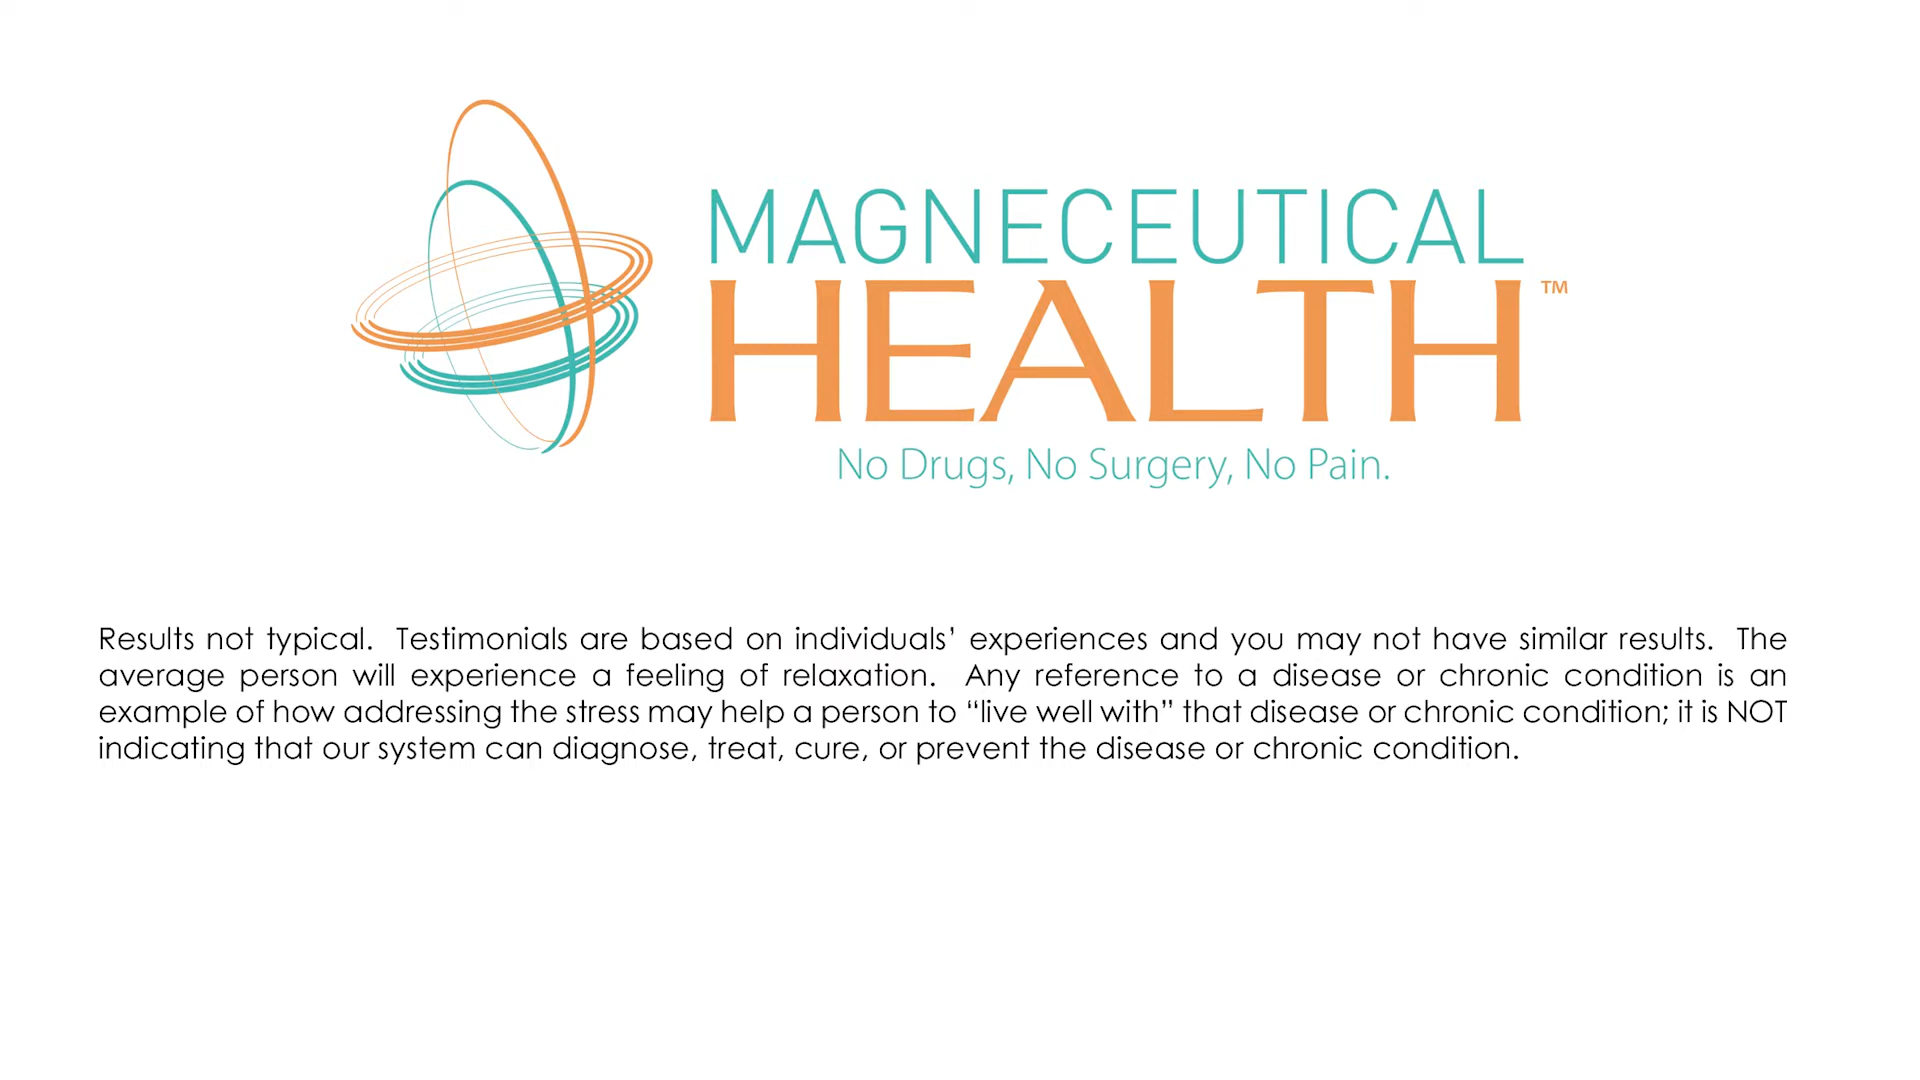 MAGNECEUTICAL
HEALTH™
No Drugs, No Surgery, No Pain.
Results not typical.  Testimonials are based on individuals’ experiences and you may not have similar results.  The
average person will experience a feeling of relaxation.  Any reference to a disease or chronic condition is an
example of how addressing the stress may help a person to “live well with” that disease or chronic condition; it is NOT
indicating that our system can diagnose, treat, cure, or prevent the disease or chronic condition.